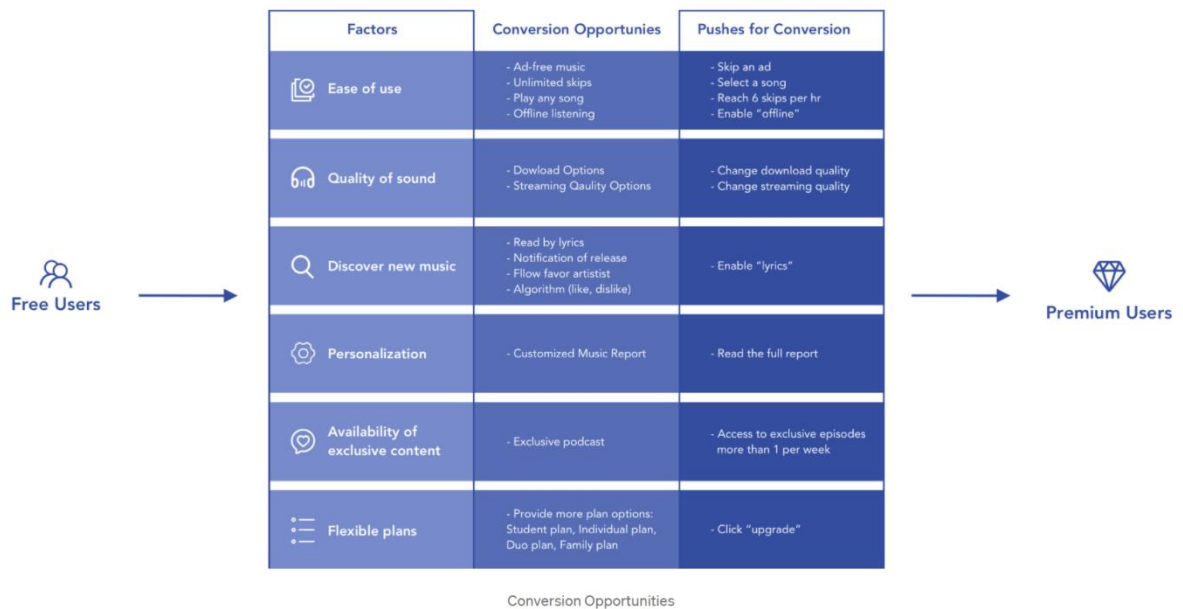 Factors
Conversion Opportunies
Pushes for Conversion
Ease of use
- Ad-free music
- Unlimited skips
- Play any song
- Offline listening
- Skip an ad
- Select a song
- Reach 6 skips per hr
- Enable “offline”
Quality of sound
- Dowload Options
- Streaming Qaulity Options
- Change download quality
- Change streaming quality
Free Users
Discover new music
- Read by lyrics
- Notification of release
- Fllow favor artistist
- Algorithm (like, dislike)
- Enable “lyrics”
Premium Users
Personalization
- Customized Music Report
- Read the full report
Availability of
exclusive content
- Exclusive podcast
- Access to exclusive episodes
more than 1 per week
Flexible plans
- Provide more plan options:
Student plan, Individual plan,
Duo plan, Family plan
- Click “upgrade”
Conversion Opportunities